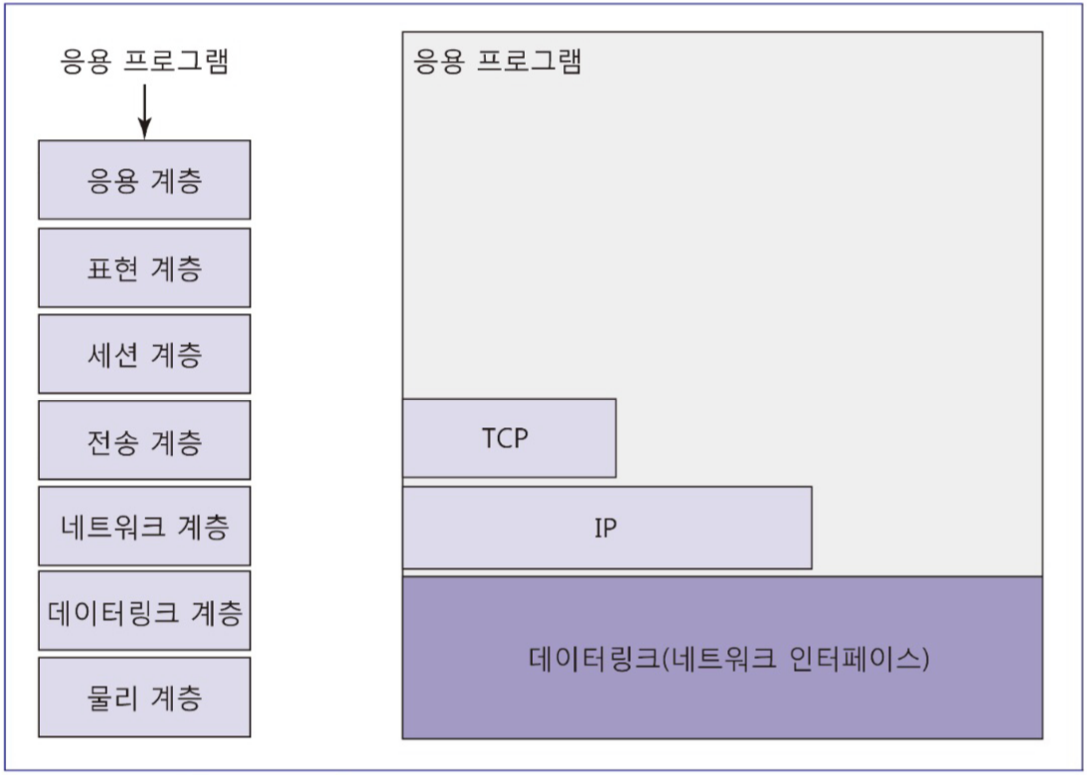 응용 프로그램
응용 계층
표현 계층
세션 계층
전송 계층
네트워크 계층
데이터링크 계층
물리 계층
응용 프로그램
TCP
IP
데이터링크(네트워크 인터페이스)